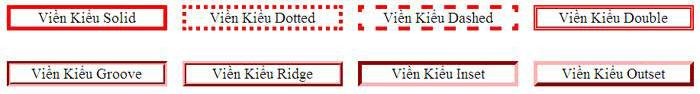 Viền Kiểu Solid
Viền Kiểu Dotted
Viền Kiểu Dashed
Viền Kiểu Double
Viền Kiểu Groove
Viền Kiểu Ridge
Viền Kiểu Inset
Viền Kiểu Outset